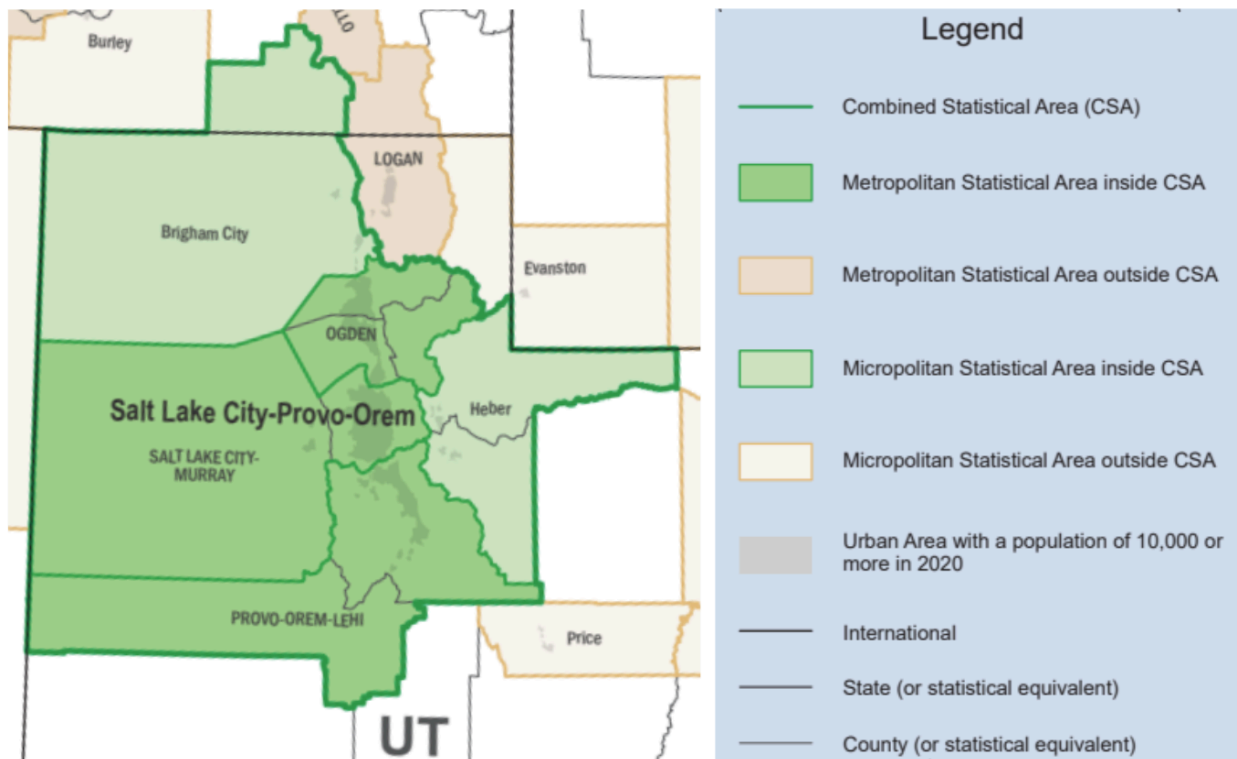 LLO
Burley
LOGAN
Brigham City
Evanston
OGDEN
Salt Lake City-Provo-Orem
Heber
SALT LAKE CITY-
MURRAY
PROVO-OREM-LEHI
Price
UT
Legend
Combined Statistical Area (CSA)
Metropolitan Statistical Area inside CSA
Metropolitan Statistical Area outside CSA
Micropolitan Statistical Area inside CSA
Micropolitan Statistical Area outside CSA
Urban Area with a population of 10,000 or
more in 2020
International
State (or statistical equivalent)
County (or statistical equivalent)